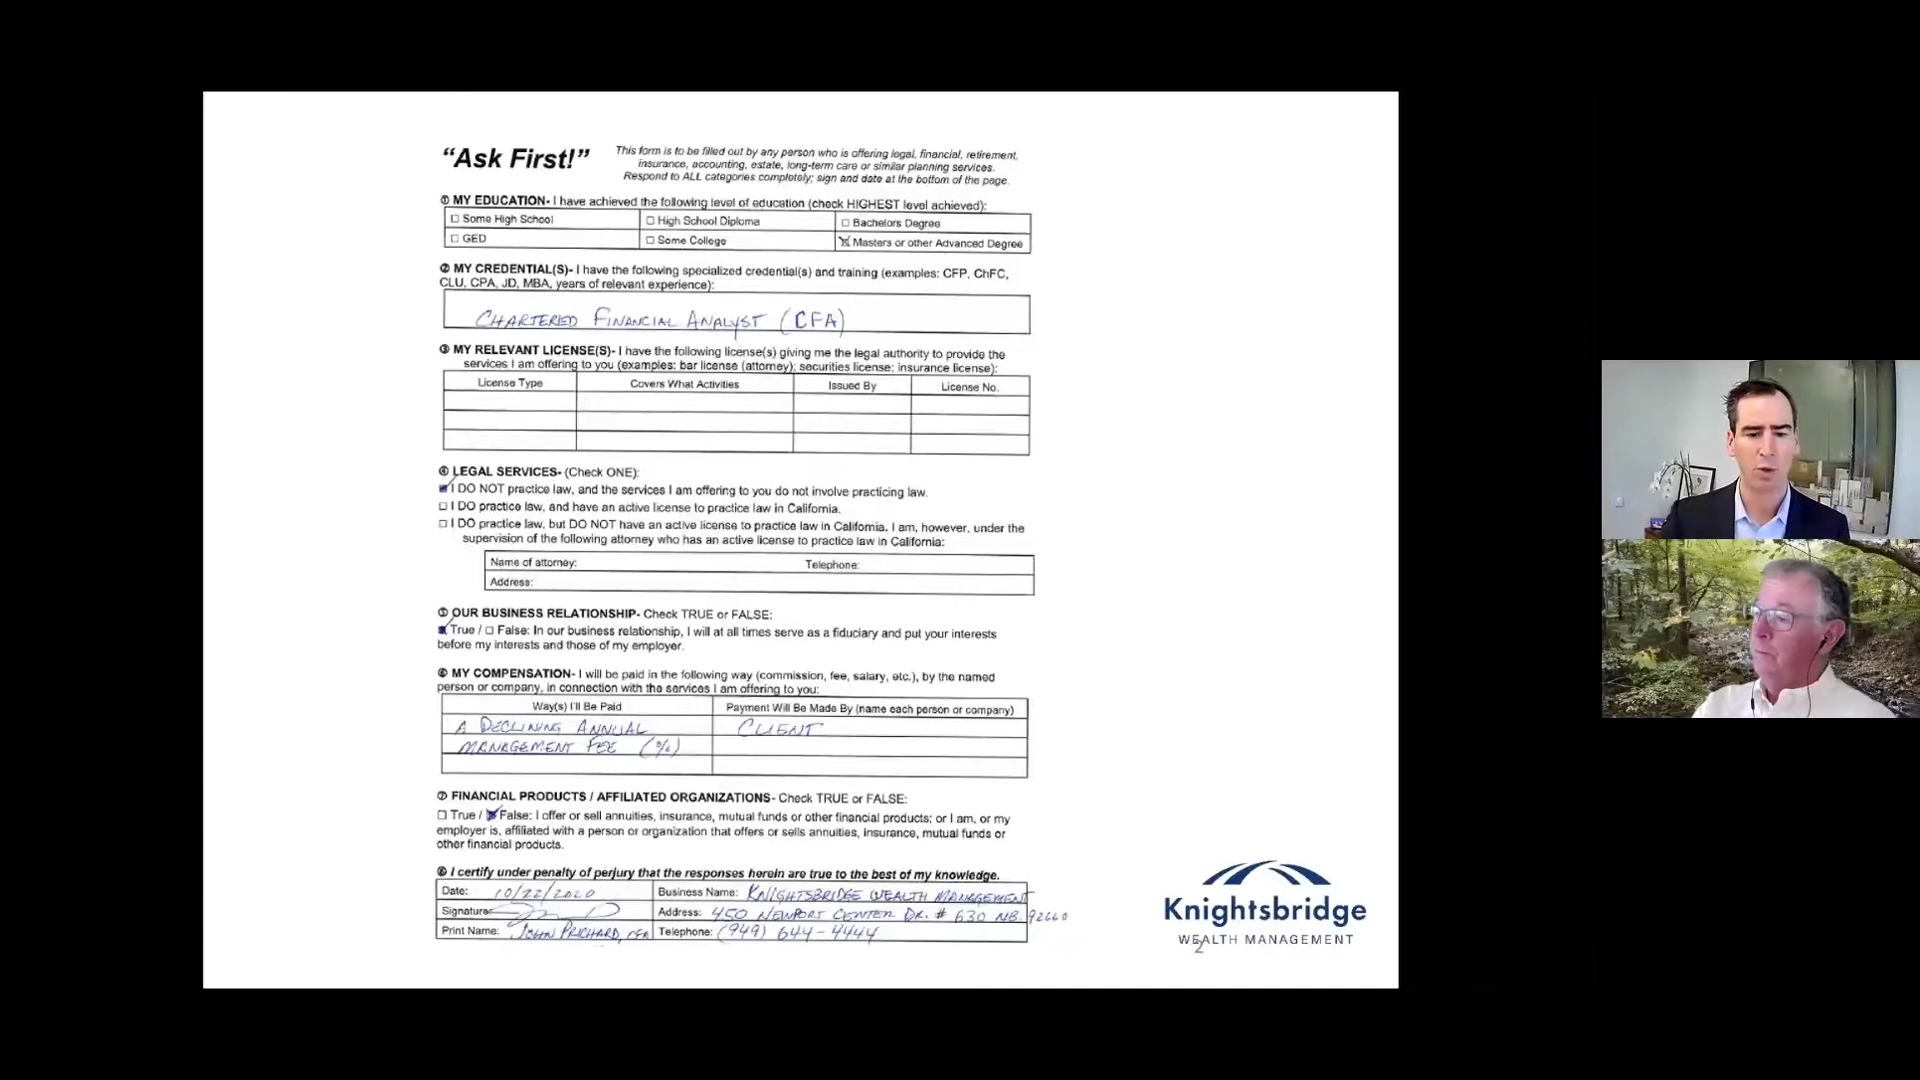 “Ask First!”
This form is to be filled out by any person who is offering legal, financial, retirement,
insurance, accounting, estate, long-term care or similar planning services.
Respond to ALL categories completely; sign and date at the bottom of the page.
① MY EDUCATION- I have achieved the following level of education (check HIGHEST level achieved):
☐ Some High School ☐ High School Diploma ☐ Bachelors Degree
☐ GED ☐ Some College ☒ Masters or other Advanced Degree
② MY CREDENTIAL(S)- I have the following specialized credential(s) and training (examples: CFP, ChFC,
CLU, CPA, JD, MBA, years of relevant experience):
CHARTERED FINANCIAL ANALYST (CFA)
③ MY RELEVANT LICENSE(S)- I have the following license(s) giving me the legal authority to provide the
services I am offering to you (examples: bar license (attorney); securities license; insurance license):
License Type Covers What Activities Issued By License No.
④ LEGAL SERVICES- (Check ONE):
☒ I DO NOT practice law, and the services I am offering to you do not involve practicing law.
☐ I DO practice law, and have an active license to practice law in California.
☐ I DO practice law, but DO NOT have an active license to practice law in California. I am, however, under the
supervision of the following attorney who has an active license to practice law in California:
Name of attorney: Telephone:
Address:
⑤ OUR BUSINESS RELATIONSHIP- Check TRUE or FALSE:
☒ True / ☐ False: In our business relationship, I will at all times serve as a fiduciary and put your interests
before my interests and those of my employer.
⑥ MY COMPENSATION- I will be paid in the following way (commission, fee, salary, etc.), by the named
person or company, in connection with the services I am offering to you:
Way(s) I'll Be Paid Payment Will Be Made By (name each person or company)
A DECLINING ANNUAL CLIENT
MANAGEMENT FEE (%)
⑦ FINANCIAL PRODUCTS / AFFILIATED ORGANIZATIONS- Check TRUE or FALSE:
☐ True / ☒ False: I offer or sell annuities, insurance, mutual funds or other financial products; or I am, or my
employer is, affiliated with a person or organization that offers or sells annuities, insurance, mutual funds or
other financial products.
⑧ I certify under penalty of perjury that the responses herein are true to the best of my knowledge.
Date: 10/22/2020 Business Name: KNIGHTSBRIDGE WEALTH MANAGEMENT
Signature: Address: 450 NEWPORT CENTER DR. # 630 NB. 92660
Print Name: JOHN PRICHARD, CFA Telephone: (949) 644-4444
Knightsbridge
WEALTH MANAGEMENT
2